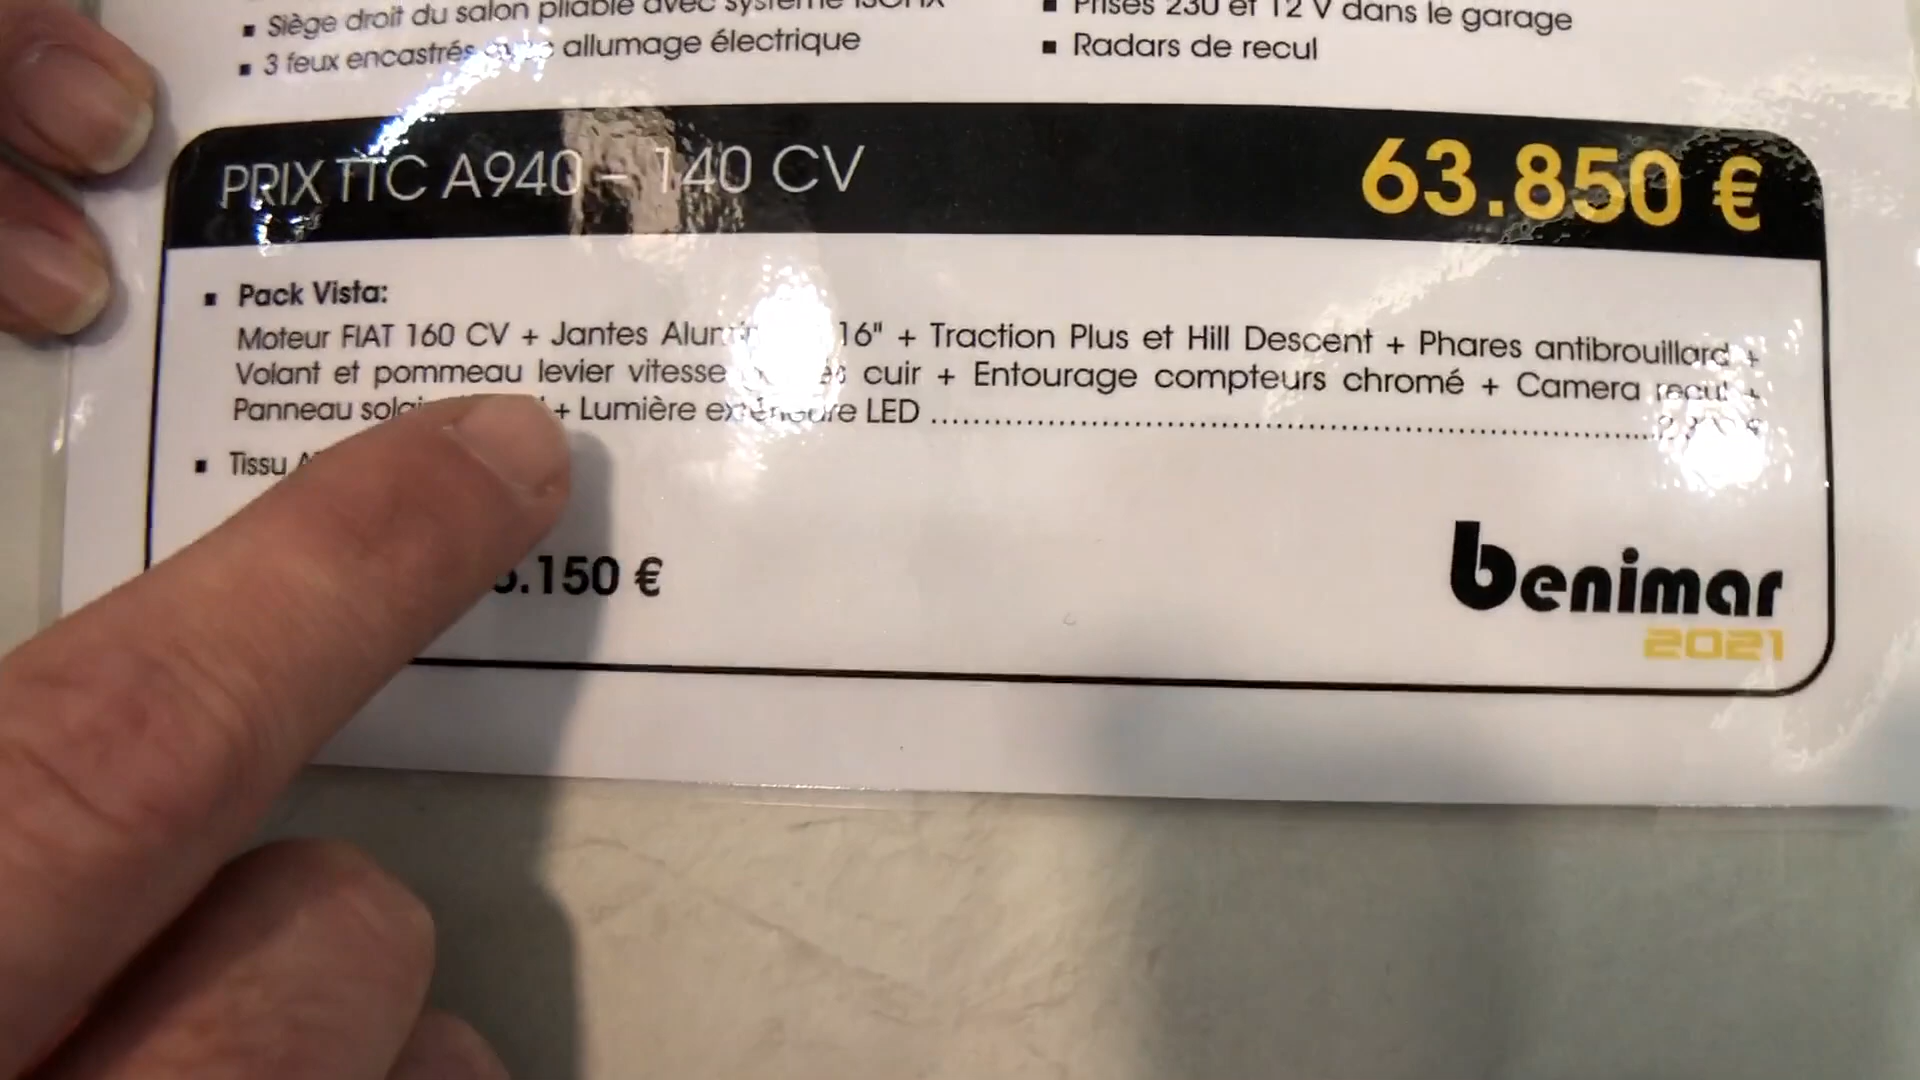 Siège droit du salon pliable avec système
3 feux encastrés allumage électrique
Prises 230 et 12 V dans le garage
Radars de recul
PRIX TTC A940 - 140 CV
63.850 €
Pack Vista:
Moteur FIAT 160 CV + Jantes 16" + Traction Plus et Hill Descent + Phares antibrouillard +
Volant et pommeau levier vitesse cuir + Entourage compteurs chromé + Camera recul +
Panneau + Lumière extérieure LED
Tissu
.150 €
benimar
2021